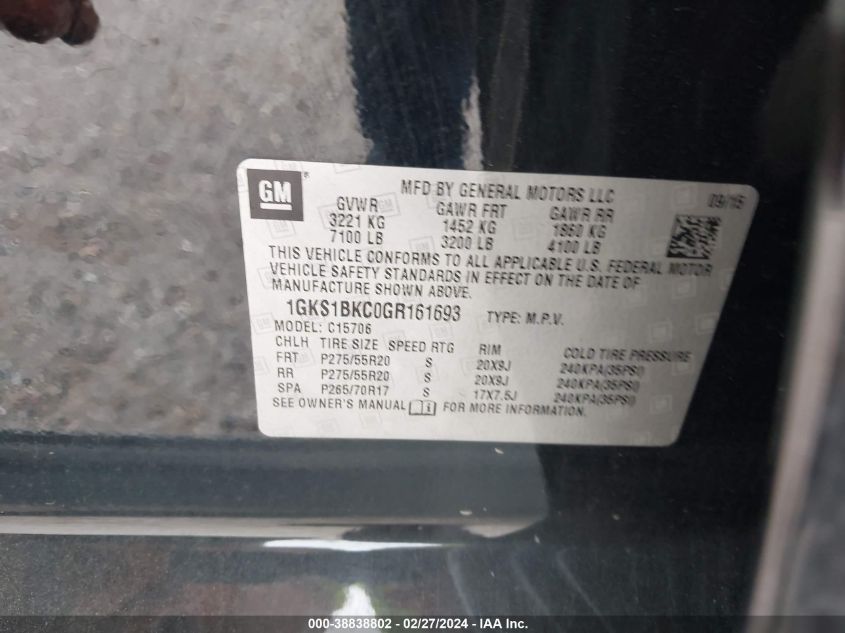 GM ®
MFD BY GENERAL MOTORS LLC 09/15
GVWR GAWR FRT GAWR RR
3221 KG 1452 KG 1860 KG
7100 LB 3200 LB 4100 LB
THIS VEHICLE CONFORMS TO ALL APPLICABLE U.S. FEDERAL MOTOR
VEHICLE SAFETY STANDARDS IN EFFECT ON THE DATE OF
MANUFACTURE SHOWN ABOVE.
1GKS1BKC0GR161693 TYPE: M.P.V.
MODEL: C15706
CHLH TIRE SIZE SPEED RTG RIM COLD TIRE PRESSURE
FRT P275/55R20 S 20X9J 240KPA(35PSI)
RR P275/55R20 S 20X9J 240KPA(35PSI)
SPA P265/70R17 S 17X7.5J 240KPA(35PSI)
SEE OWNER'S MANUAL FOR MORE INFORMATION.
000-38838802 - 02/27/2024 - IAA Inc.